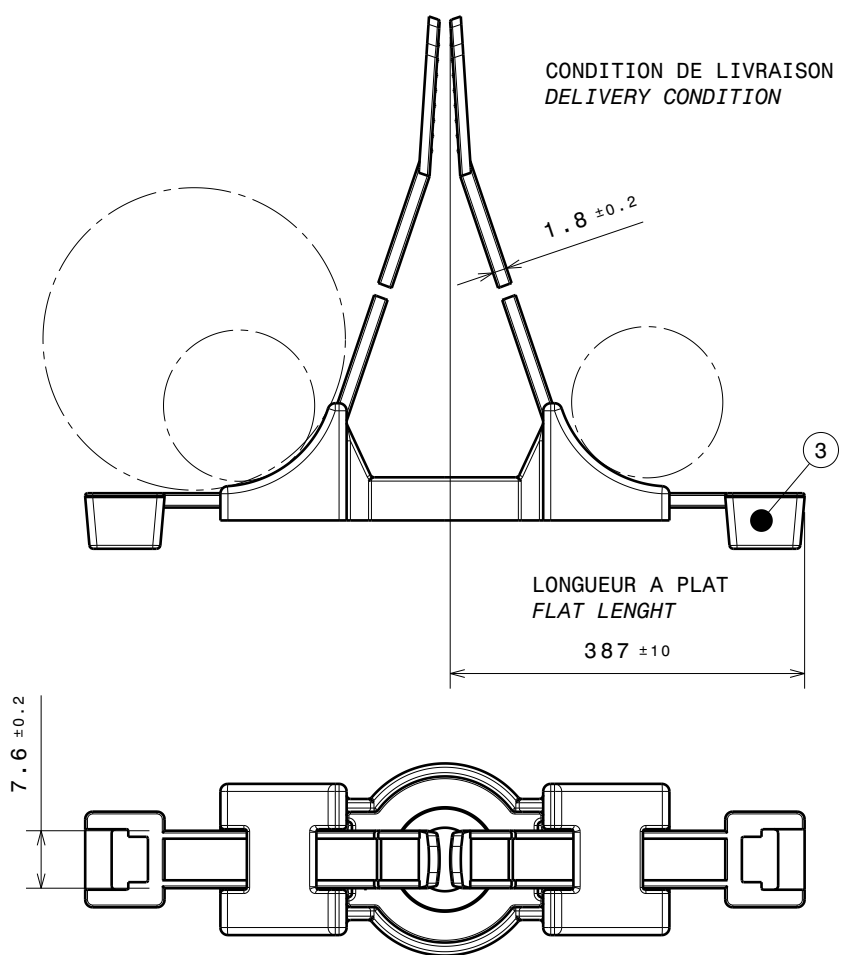 CONDITION DE LIVRAISON
DELIVERY CONDITION
1.8 ±0.2
3
LONGUEUR A PLAT
FLAT LENGHT
387 ±10
7.6 ±0.2